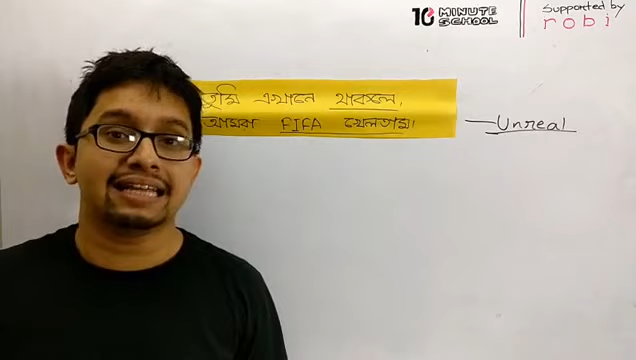 10 MINUTE SCHOOL
Supported by
robi
তুমি এখানে থাকলে,
আমরা FIFA খেলতাম।
—Unreal